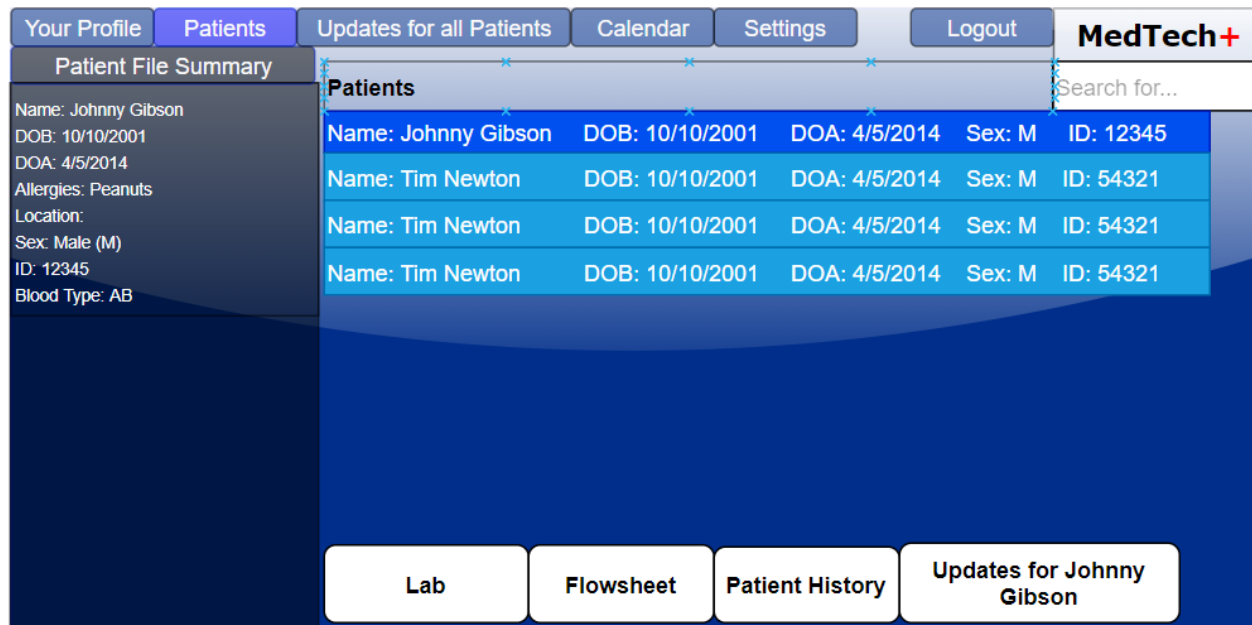 Your Profile Patients Updates for all Patients Calendar Settings Logout MedTech+
Patient File Summary
Name: Johnny Gibson
DOB: 10/10/2001
DOA: 4/5/2014
Allergies: Peanuts
Location:
Sex: Male (M)
ID: 12345
Blood Type: AB
Patients
Search for...
Name: Johnny Gibson DOB: 10/10/2001 DOA: 4/5/2014 Sex: M ID: 12345
Name: Tim Newton DOB: 10/10/2001 DOA: 4/5/2014 Sex: M ID: 54321
Name: Tim Newton DOB: 10/10/2001 DOA: 4/5/2014 Sex: M ID: 54321
Name: Tim Newton DOB: 10/10/2001 DOA: 4/5/2014 Sex: M ID: 54321
Lab
Flowsheet
Patient History
Updates for Johnny
Gibson